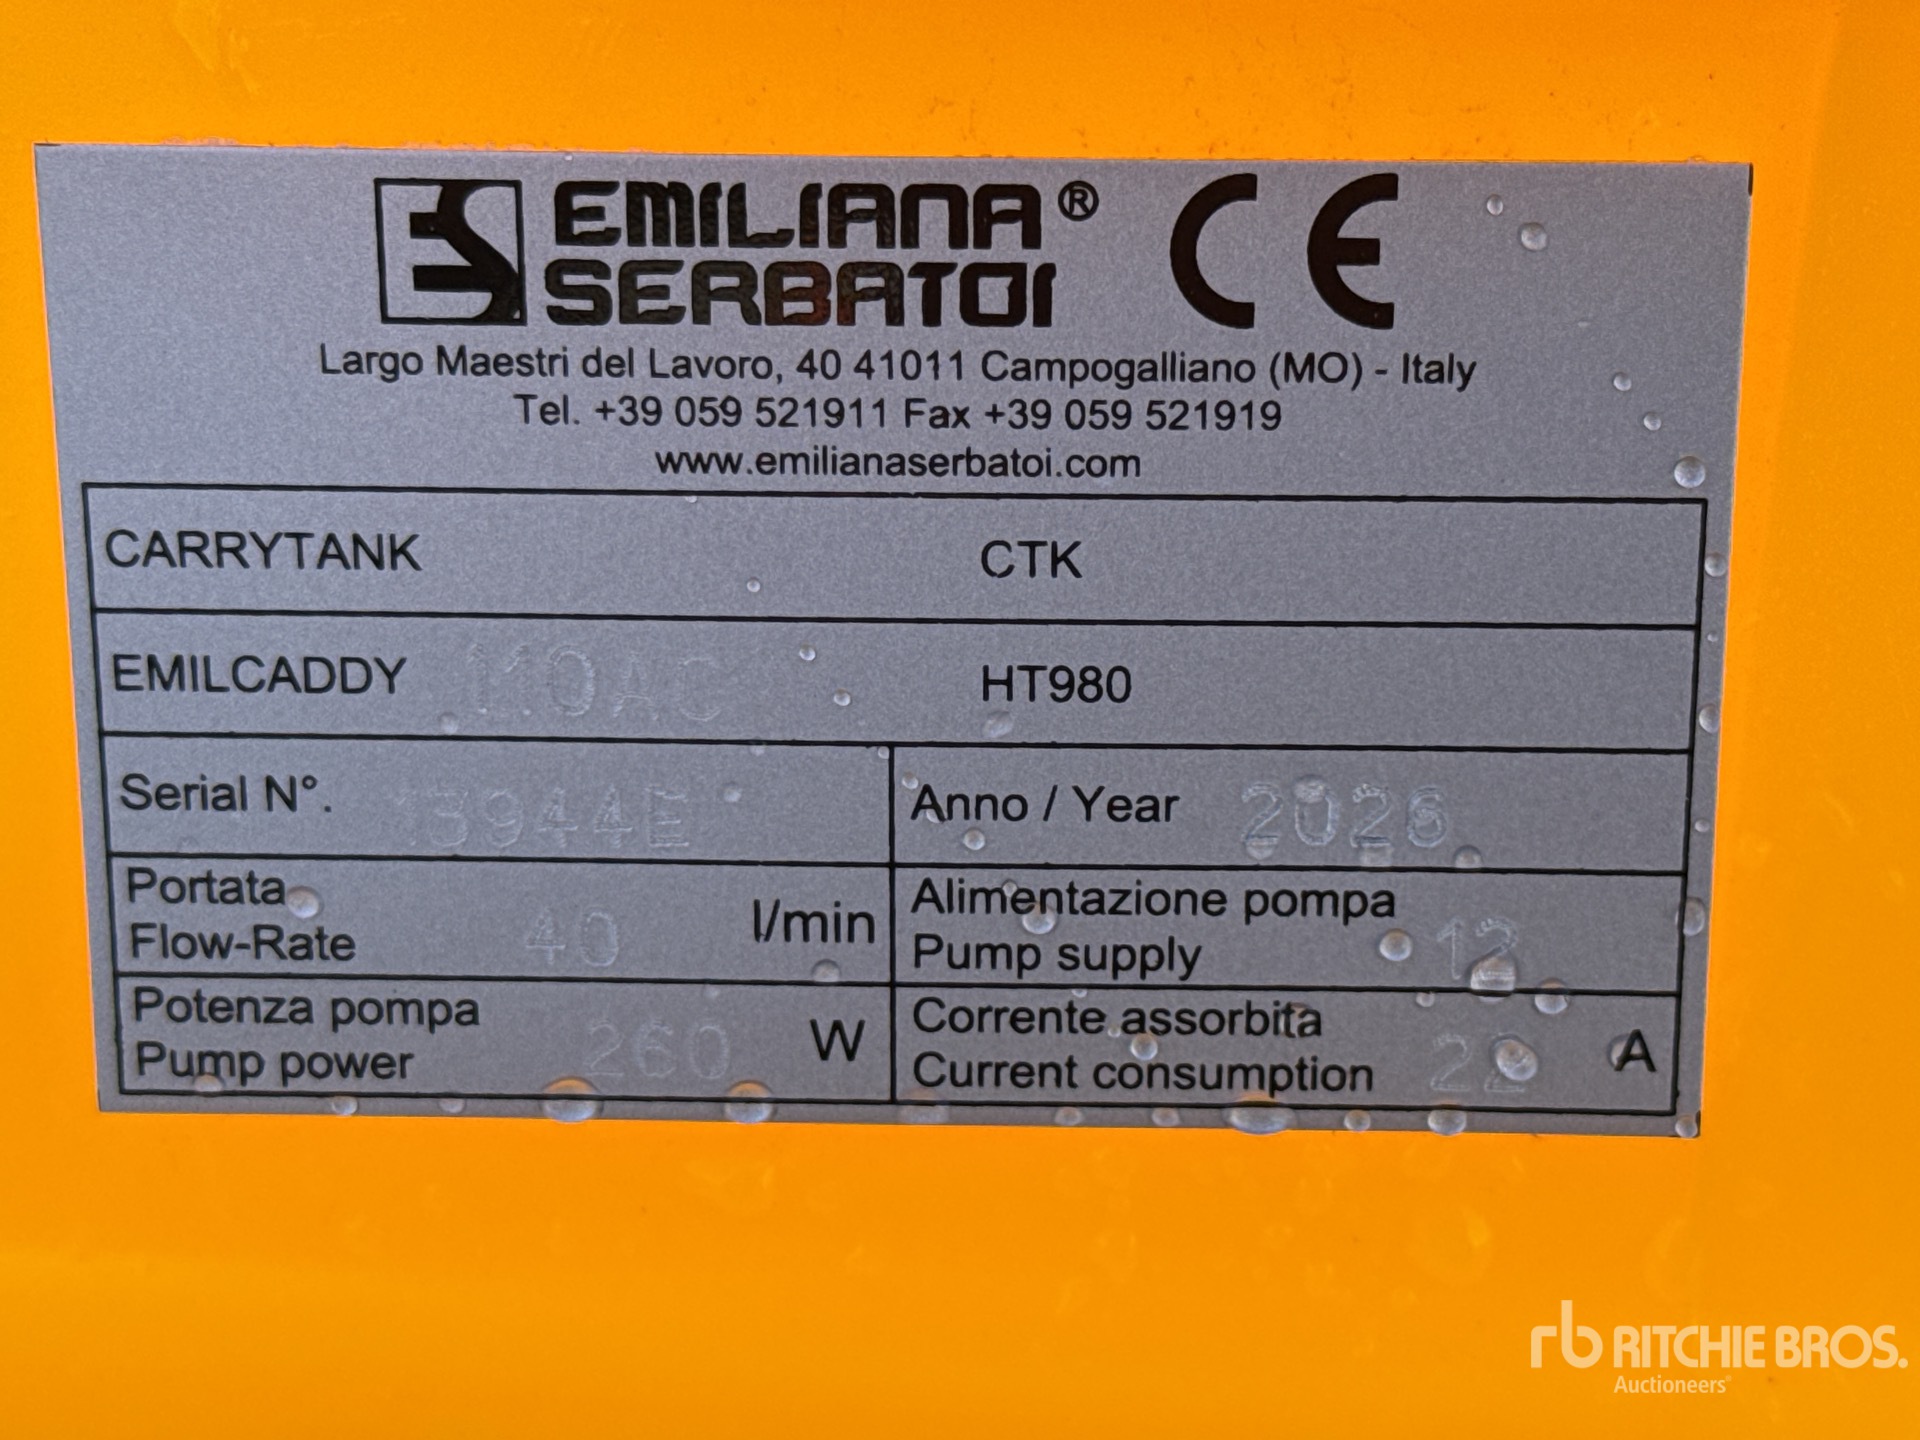 EMILIANA®
SERBATOI
CE
Largo Maestri del Lavoro, 40 41011 Campogalliano (MO) - Italy
Tel. +39 059 521911 Fax +39 059 521919
www.emilianaserbatoi.com
CARRYTANK CTK
EMILCADDY 110AC HT980
Serial N°. 13944E Anno / Year 2026
Portata
Flow-Rate 40 l/min
Alimentazione pompa
Pump supply 12
Potenza pompa
Pump power 260 W
Corrente assorbita
Current consumption 22 A
rb RITCHIE BROS.
Auctioneers